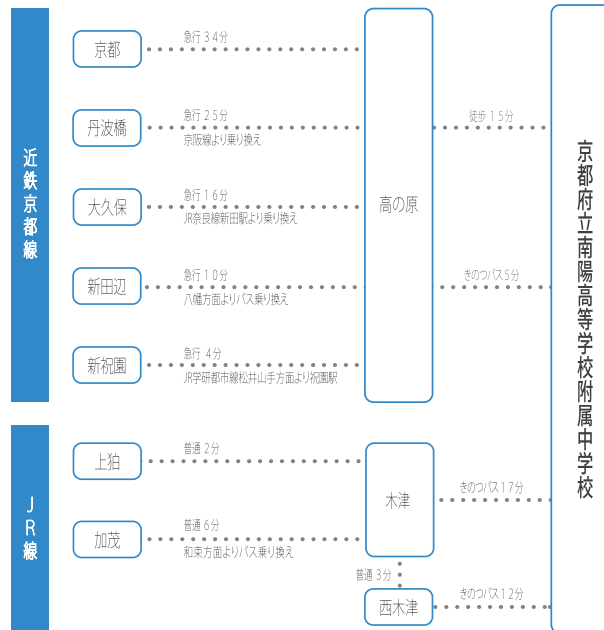 近鉄京都線
京都
急行34分
丹波橋
急行25分
京阪線より乗り換え
大久保
急行16分
JR奈良線新田駅より乗り換え
新田辺
急行10分
八幡方面よりバス乗り換え
新祝園
急行 4分
JR学研都市線松井山手方面より祝園駅
高の原
徒歩15分
きのつバス5分
JR線
上狛
普通2分
加茂
普通6分
和束方面よりバス乗り換え
木津
きのつバス17分
普通3分
西木津
きのつバス12分
京都府立南陽高等学校附属中学校